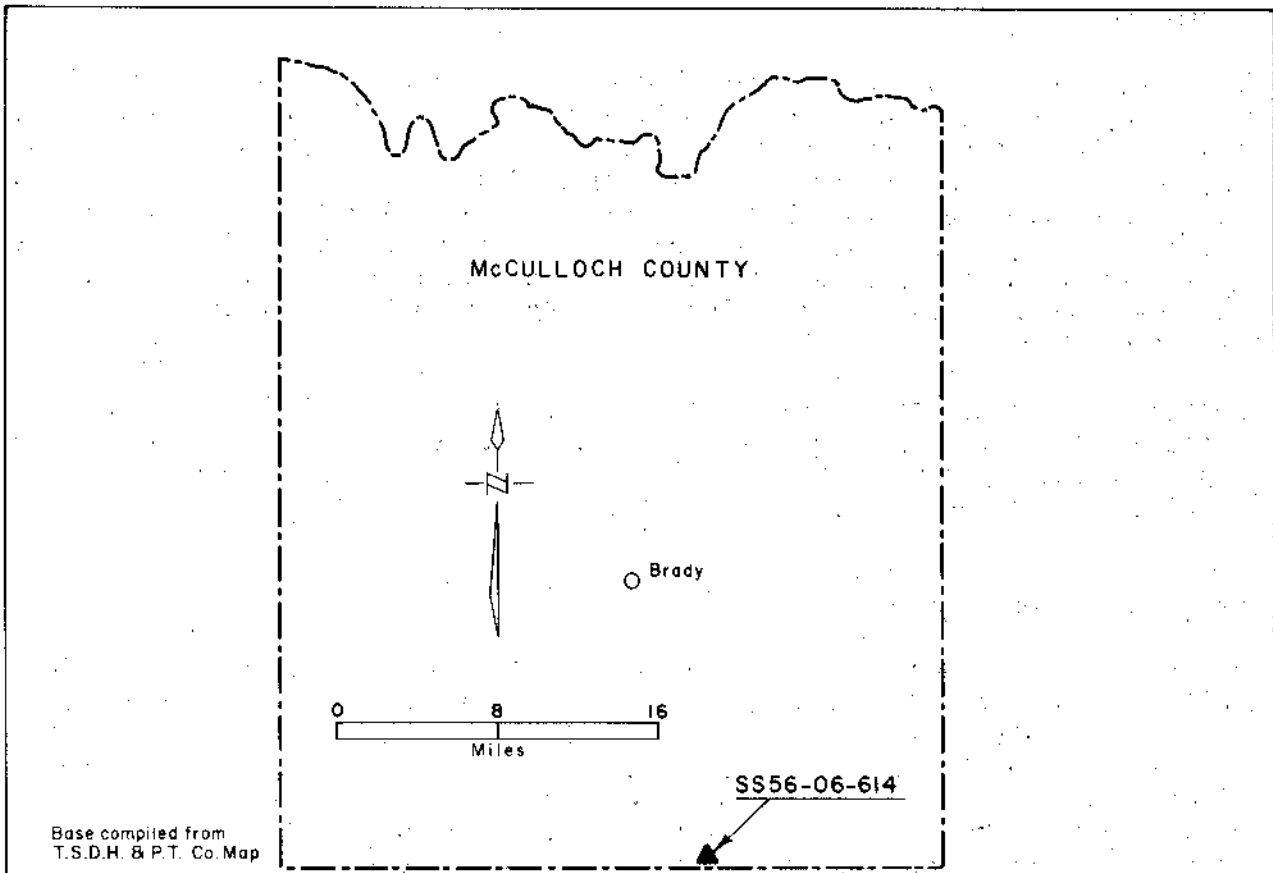 McCULLOCH COUNTY
N
Brady
0 8 16
Miles
SS56-06-614
Base compiled from
T.S.D.H. & P.T. Co. Map